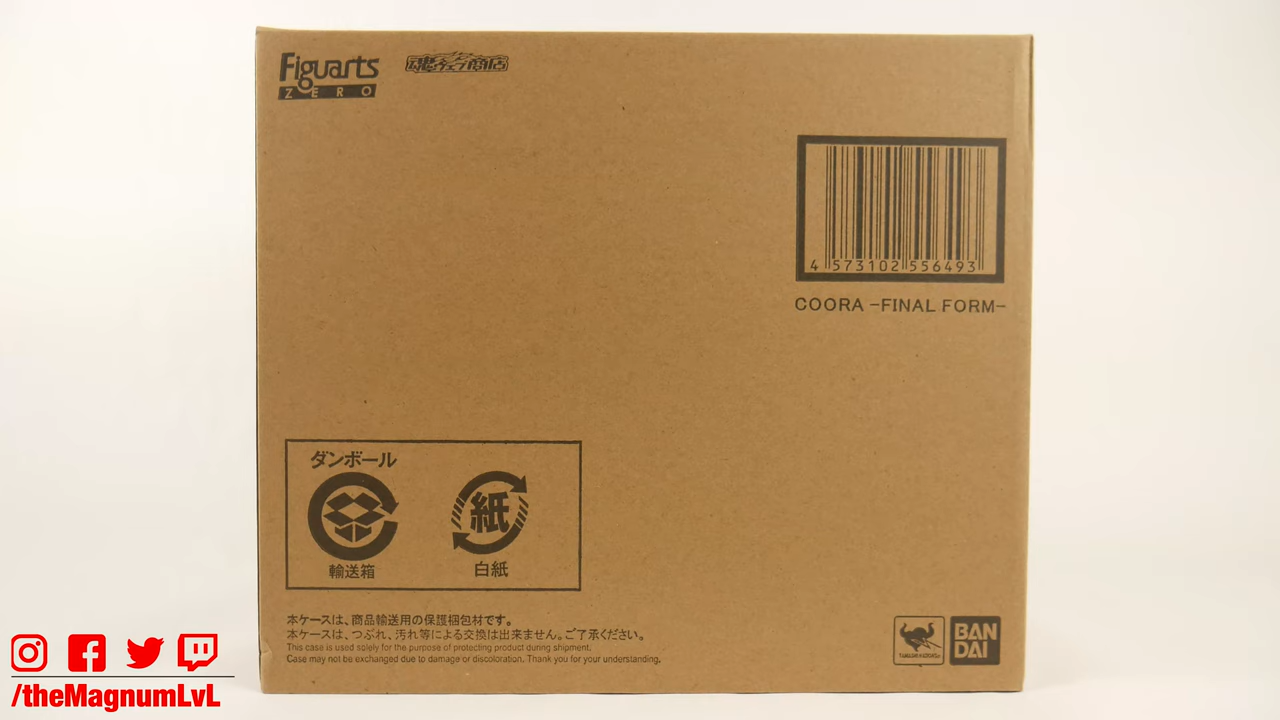 Figuarts
ZERO
魂ウェブ商店
4 573102 556493
COORA -FINAL FORM-
ダンボール
紙
輸送箱
白紙
本ケースは、商品輸送用の保護梱包材です。
本ケースは、つぶれ、汚れ等による交換は出来ません。ご了承ください。
This case is used solely for the purpose of protecting product during shipment.
Case may not be exchanged due to damage or discoloration. Thank you for your understanding.
TAMASHII NATIONS
BAN
DAI
/theMagnumLvL